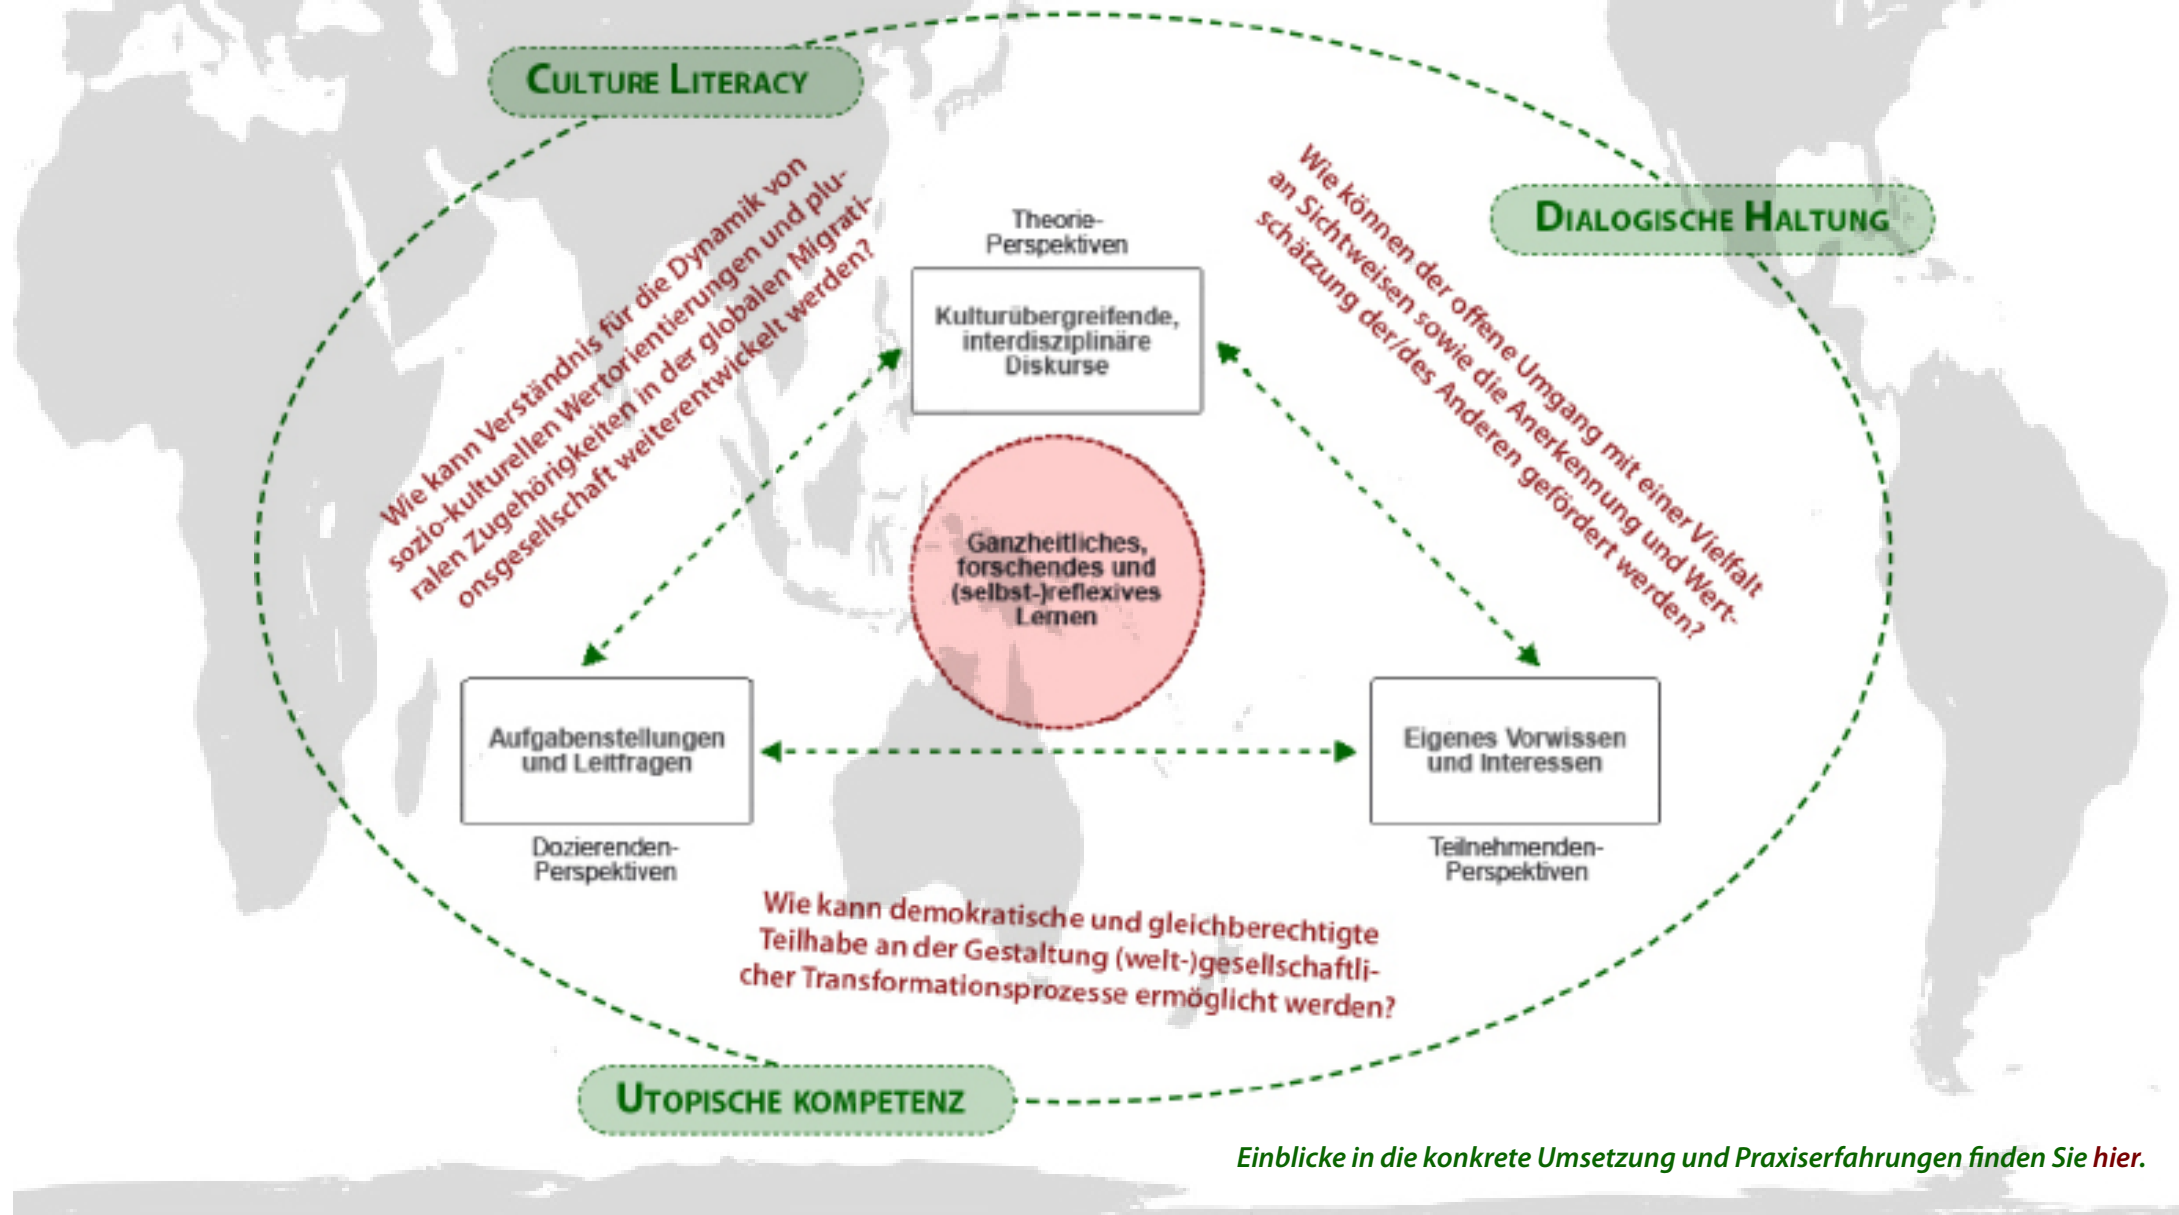 CULTURE LITERACY
DIALOGISCHE HALTUNG
Wie kann Verständnis für die Dynamik von
sozio-kulturellen Wertorientierungen und plu-
ralen Zugehörigkeiten in der globalen Migrati-
onsgesellschaft weiterentwickelt werden?
Theorie-
Perspektiven
Kulturübergreifende,
interdisziplinäre
Diskurse
Wie können der offene Umgang mit einer Vielfalt
an Sichtweisen sowie die Anerkennung und Wert-
schätzung der/des Anderen gefördert werden?
Ganzheitliches,
forschendes und
(selbst-)reflexives
Lernen
Aufgabenstellungen
und Leitfragen
Dozierenden-
Perspektiven
Eigenes Vorwissen
und Interessen
Teilnehmenden-
Perspektiven
Wie kann demokratische und gleichberechtigte
Teilhabe an der Gestaltung (welt-)gesellschaftli-
cher Transformationsprozesse ermöglicht werden?
UTOPISCHE KOMPETENZ
Einblicke in die konkrete Umsetzung und Praxiserfahrungen finden Sie hier.